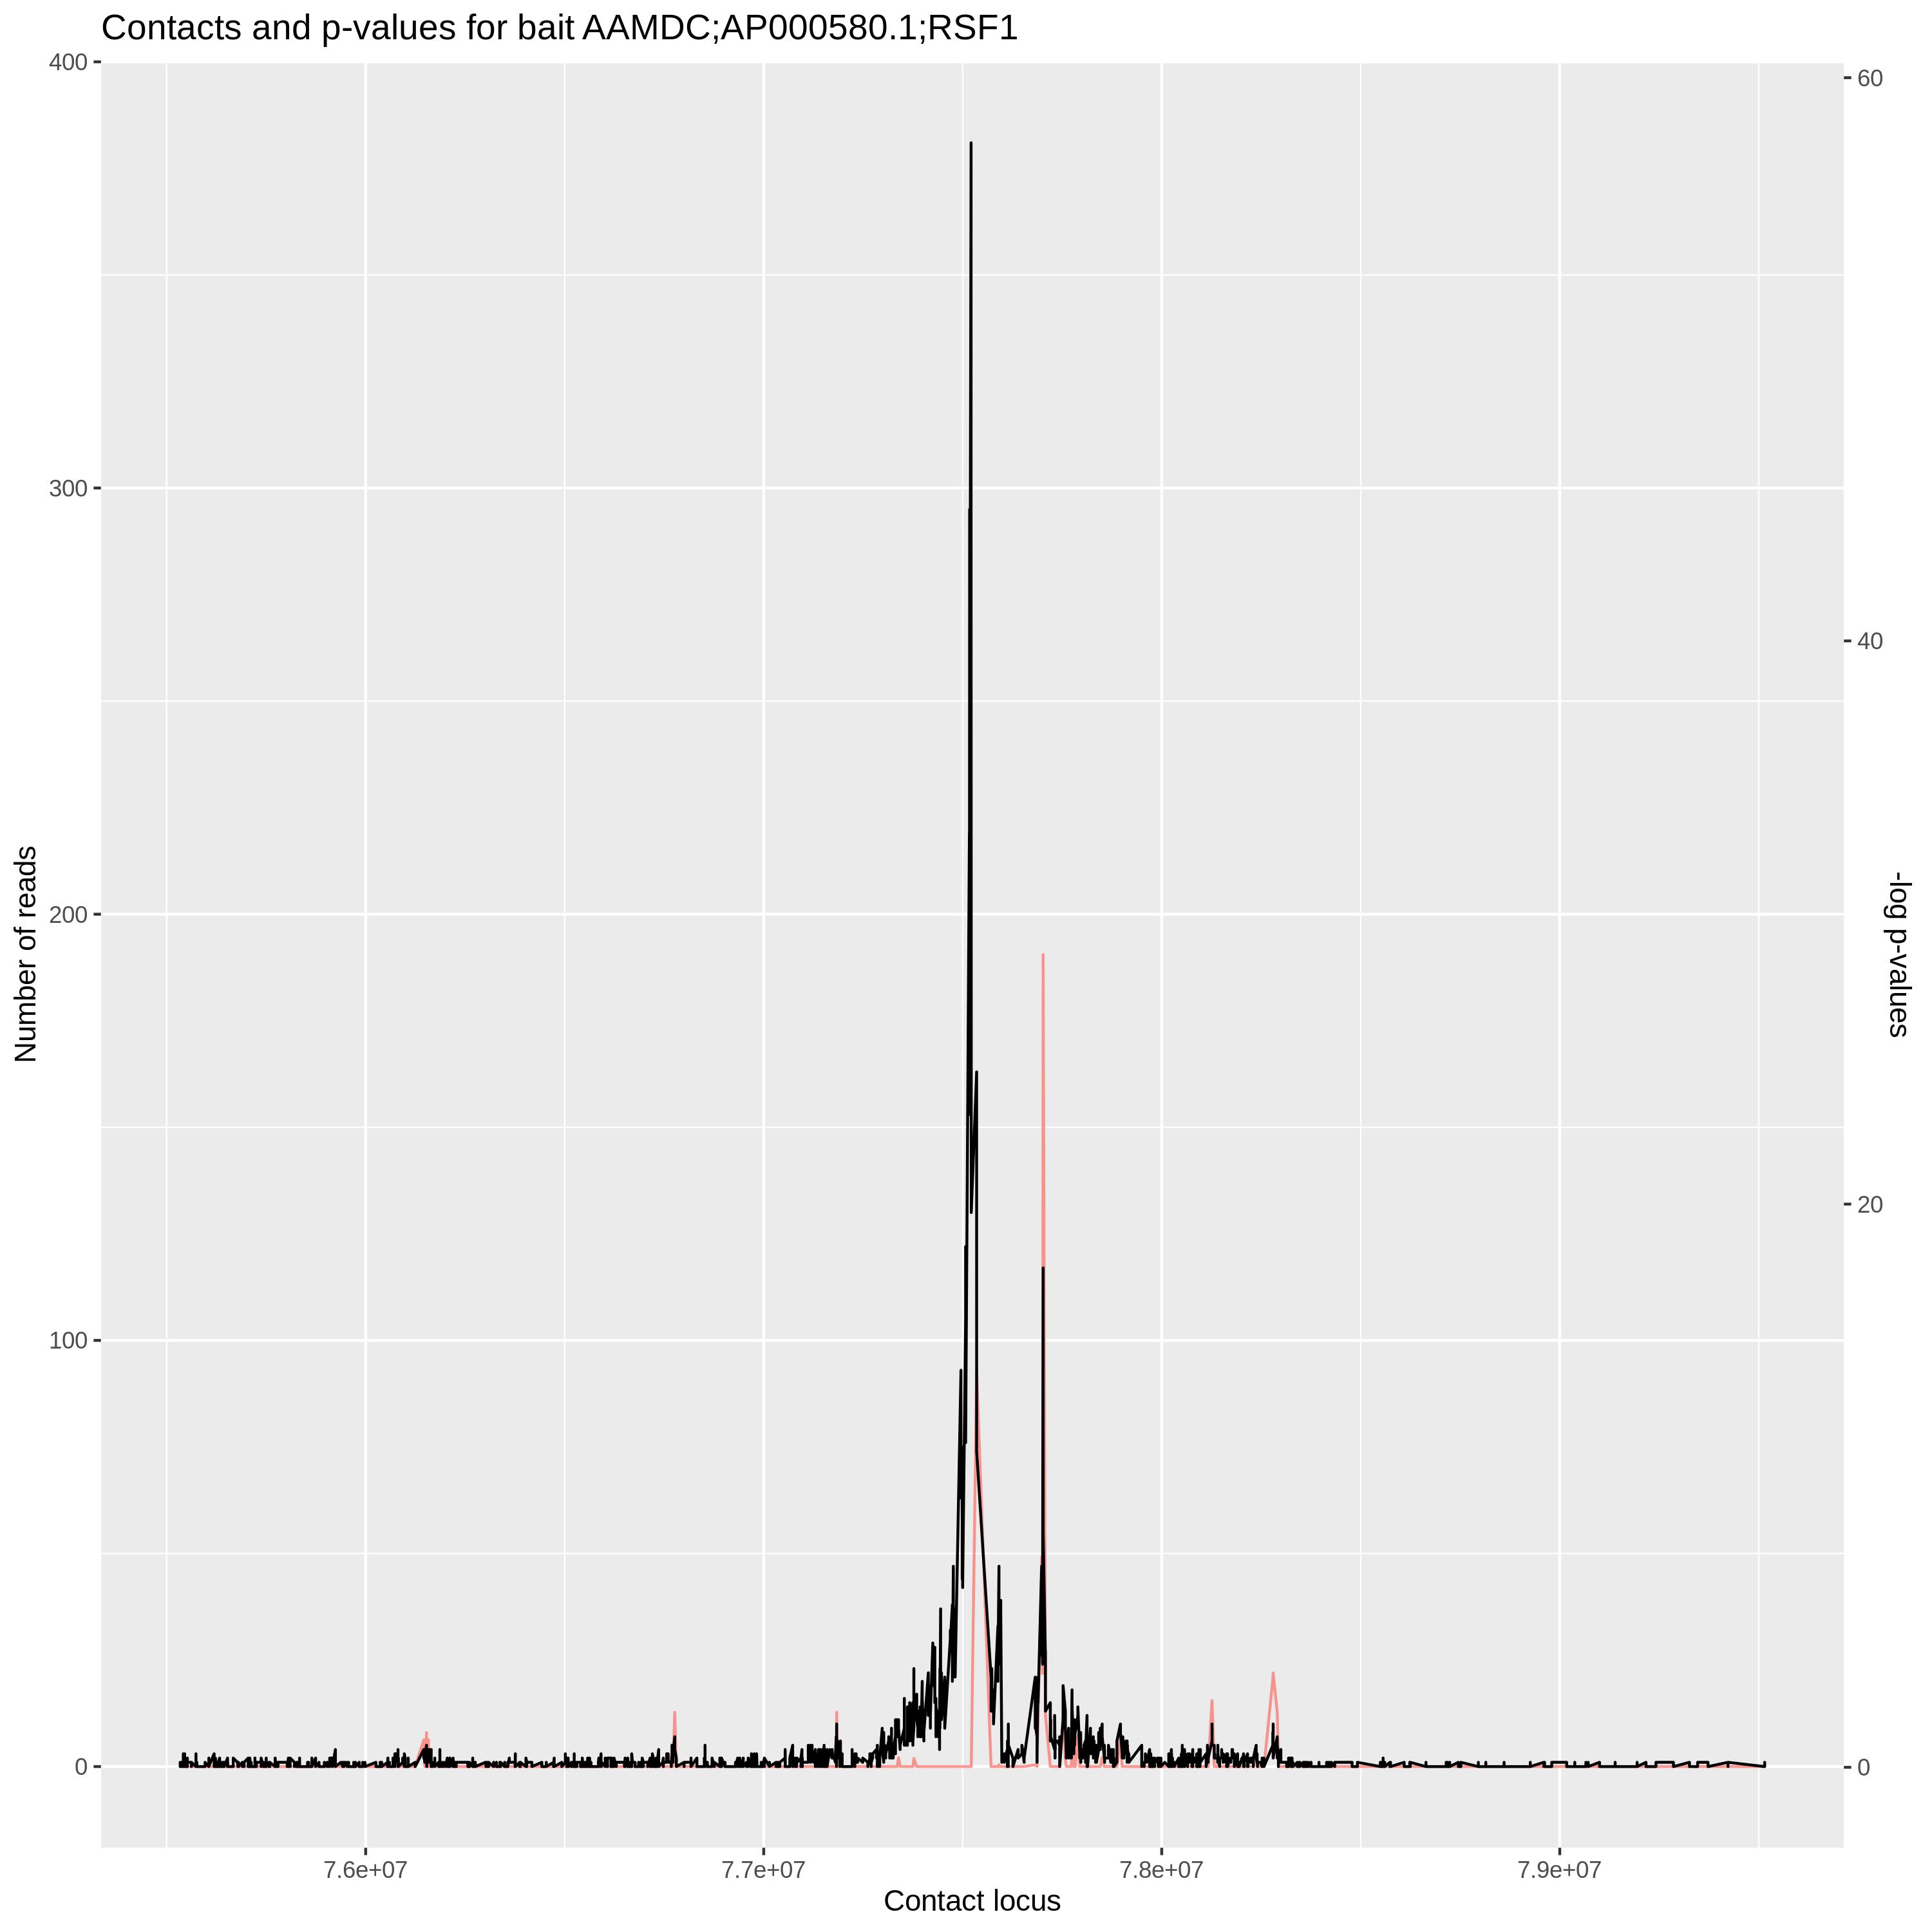 Contacts and p-values for bait AAMDC;AP000580.1;RSF1
400
300
200
100
0
Number of reads
60
40
20
0
-log p-values
7.6e+07
7.7e+07
7.8e+07
7.9e+07
Contact locus